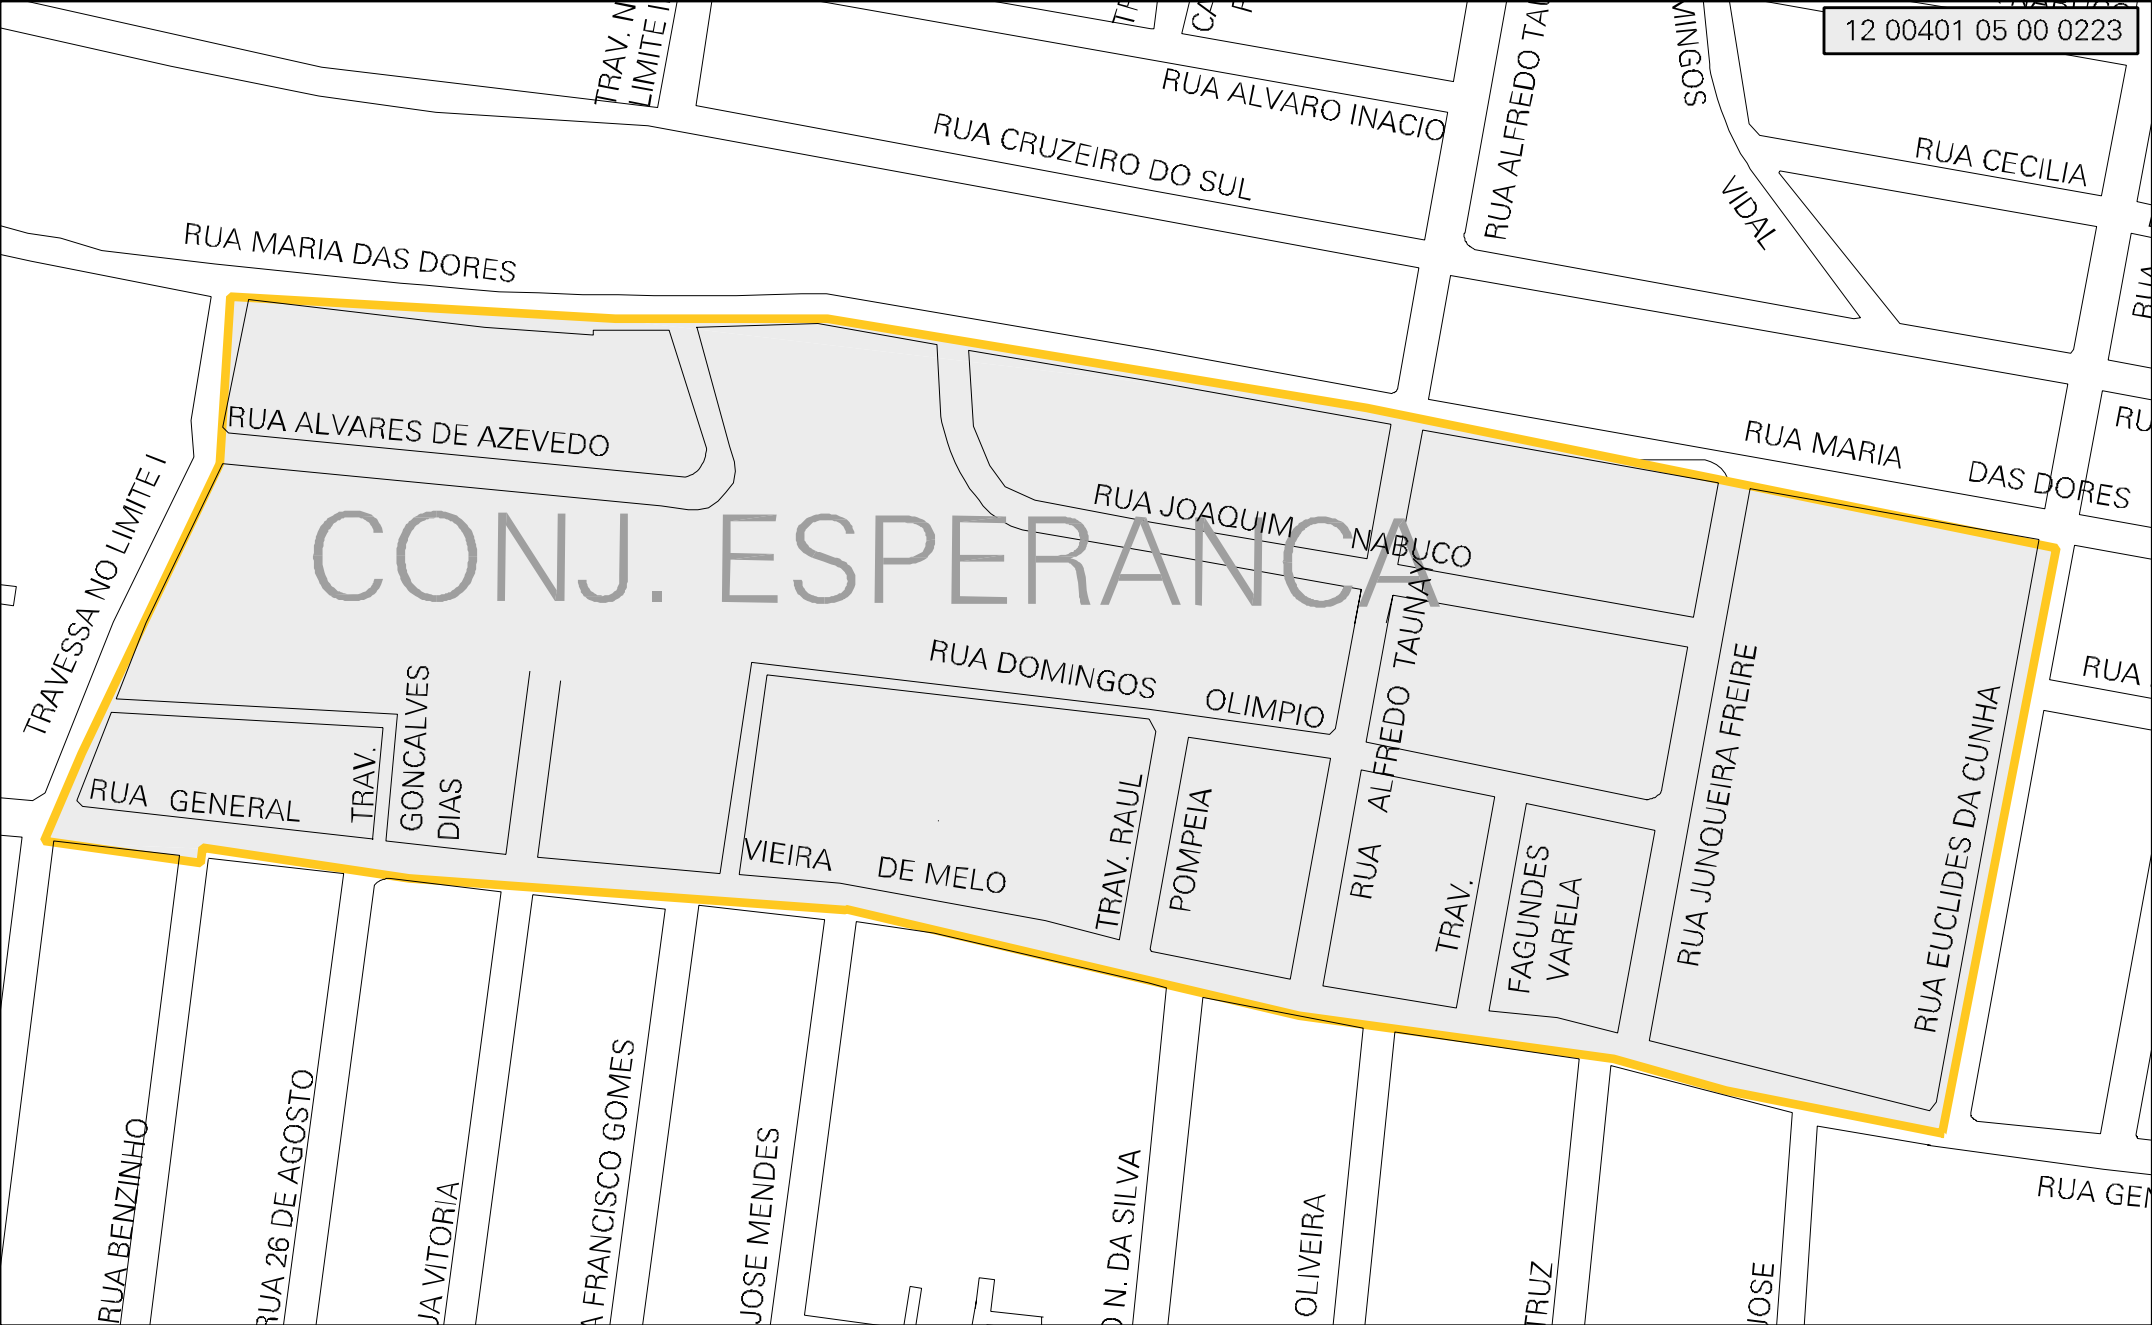 12 00401 05 00 0223
TRAV. N
LIMITE I
RUA ALVARO INACIO
RUA CRUZEIRO DO SUL
RUA ALFREDO TAU
MINGOS
VIDAL
RUA CECILIA
RUA MARIA DAS DORES
RUA MARIA DAS DORES
RUA ALVARES DE AZEVEDO
TRAVESSA NO LIMITE I
CONJ. ESPERANCA
RUA JOAQUIM NABUCO
RUA DOMINGOS OLIMPIO
RUA ALFREDO TAUNAY
RUA JUNQUEIRA FREIRE
RUA EUCLIDES DA CUNHA
RUA
RUA GENERAL VIEIRA DE MELO
TRAV.
GONCALVES
DIAS
TRAV. RAUL
POMPEIA
TRAV.
FAGUNDES
VARELA
RUA BENZINHO
RUA 26 DE AGOSTO
UA VITORIA
A FRANCISCO GOMES
JOSE MENDES
O N. DA SILVA
OLIVEIRA
TRUZ
JOSE
RUA GEN